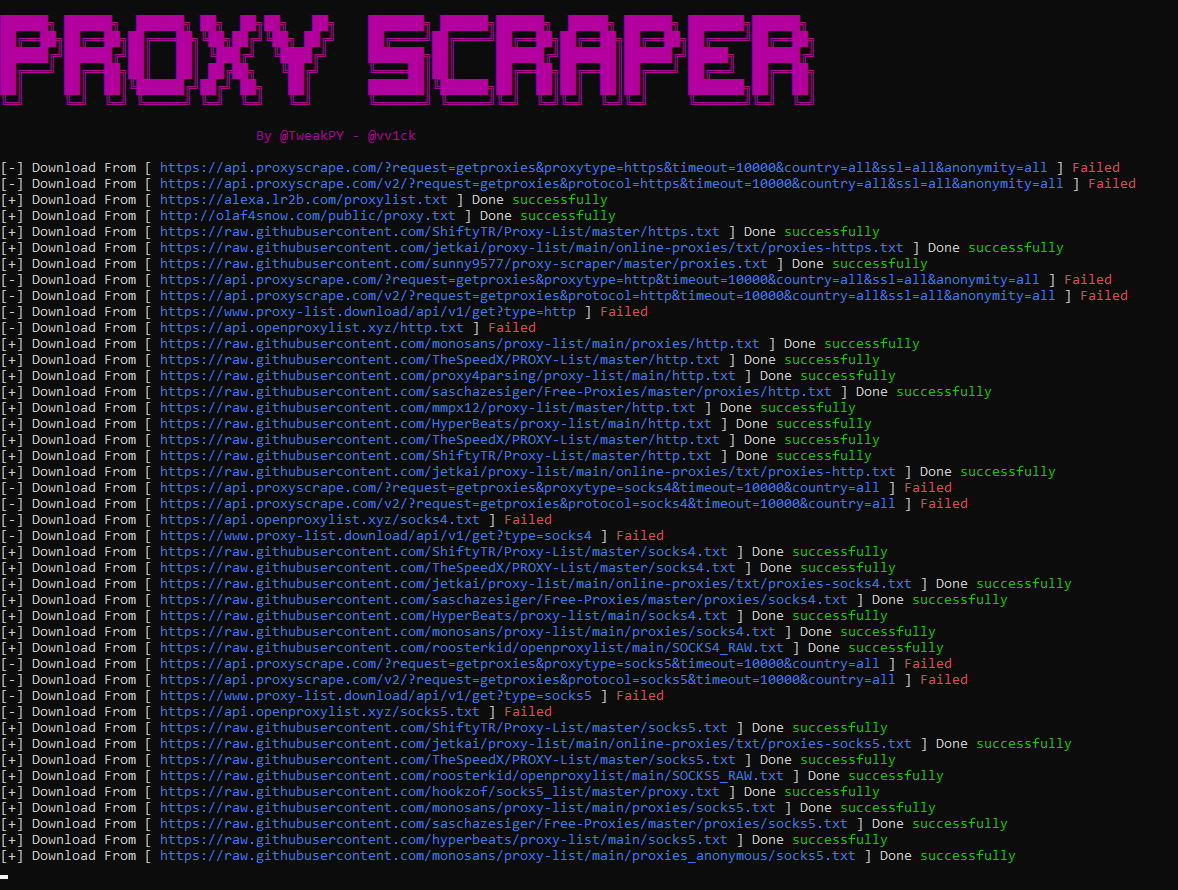 PROXY SCRAPER
By @TweakPY - @vv1ck
[-] Download From [ https://api.proxyscrape.com/?request=getproxies&proxytype=https&timeout=10000&country=all&ssl=all&anonymity=all ] Failed
[-] Download From [ https://api.proxyscrape.com/v2/?request=getproxies&protocol=https&timeout=10000&country=all&ssl=all&anonymity=all ] Failed
[+] Download From [ https://alexa.lr2b.com/proxylist.txt ] Done successfully
[+] Download From [ http://olaf4snow.com/public/proxy.txt ] Done successfully
[+] Download From [ https://raw.githubusercontent.com/ShiftyTR/Proxy-List/master/https.txt ] Done successfully
[+] Download From [ https://raw.githubusercontent.com/jetkai/proxy-list/main/online-proxies/txt/proxies-https.txt ] Done successfully
[+] Download From [ https://raw.githubusercontent.com/sunny9577/proxy-scraper/master/proxies.txt ] Done successfully
[-] Download From [ https://api.proxyscrape.com/?request=getproxies&proxytype=http&timeout=10000&country=all&ssl=all&anonymity=all ] Failed
[-] Download From [ https://api.proxyscrape.com/v2/?request=getproxies&protocol=http&timeout=10000&country=all&ssl=all&anonymity=all ] Failed
[-] Download From [ https://www.proxy-list.download/api/v1/get?type=http ] Failed
[-] Download From [ https://api.openproxylist.xyz/http.txt ] Failed
[+] Download From [ https://raw.githubusercontent.com/monosans/proxy-list/main/proxies/http.txt ] Done successfully
[+] Download From [ https://raw.githubusercontent.com/TheSpeedX/PROXY-List/master/http.txt ] Done successfully
[+] Download From [ https://raw.githubusercontent.com/proxy4parsing/proxy-list/main/http.txt ] Done successfully
[+] Download From [ https://raw.githubusercontent.com/saschazesiger/Free-Proxies/master/proxies/http.txt ] Done successfully
[+] Download From [ https://raw.githubusercontent.com/mmpx12/proxy-list/master/http.txt ] Done successfully
[+] Download From [ https://raw.githubusercontent.com/HyperBeats/proxy-list/main/http.txt ] Done successfully
[+] Download From [ https://raw.githubusercontent.com/TheSpeedX/PROXY-List/master/http.txt ] Done successfully
[+] Download From [ https://raw.githubusercontent.com/ShiftyTR/Proxy-List/master/http.txt ] Done successfully
[+] Download From [ https://raw.githubusercontent.com/jetkai/proxy-list/main/online-proxies/txt/proxies-http.txt ] Done successfully
[-] Download From [ https://api.proxyscrape.com/?request=getproxies&proxytype=socks4&timeout=10000&country=all ] Failed
[-] Download From [ https://api.proxyscrape.com/v2/?request=getproxies&protocol=socks4&timeout=10000&country=all ] Failed
[-] Download From [ https://api.openproxylist.xyz/socks4.txt ] Failed
[-] Download From [ https://www.proxy-list.download/api/v1/get?type=socks4 ] Failed
[+] Download From [ https://raw.githubusercontent.com/ShiftyTR/Proxy-List/master/socks4.txt ] Done successfully
[+] Download From [ https://raw.githubusercontent.com/TheSpeedX/PROXY-List/master/socks4.txt ] Done successfully
[+] Download From [ https://raw.githubusercontent.com/jetkai/proxy-list/main/online-proxies/txt/proxies-socks4.txt ] Done successfully
[+] Download From [ https://raw.githubusercontent.com/saschazesiger/Free-Proxies/master/proxies/socks4.txt ] Done successfully
[+] Download From [ https://raw.githubusercontent.com/HyperBeats/proxy-list/main/socks4.txt ] Done successfully
[+] Download From [ https://raw.githubusercontent.com/monosans/proxy-list/main/proxies/socks4.txt ] Done successfully
[+] Download From [ https://raw.githubusercontent.com/roosterkid/openproxylist/main/SOCKS4_RAW.txt ] Done successfully
[-] Download From [ https://api.proxyscrape.com/?request=getproxies&proxytype=socks5&timeout=10000&country=all ] Failed
[-] Download From [ https://api.proxyscrape.com/v2/?request=getproxies&protocol=socks5&timeout=10000&country=all ] Failed
[-] Download From [ https://www.proxy-list.download/api/v1/get?type=socks5 ] Failed
[-] Download From [ https://api.openproxylist.xyz/socks5.txt ] Failed
[+] Download From [ https://raw.githubusercontent.com/ShiftyTR/Proxy-List/master/socks5.txt ] Done successfully
[+] Download From [ https://raw.githubusercontent.com/jetkai/proxy-list/main/online-proxies/txt/proxies-socks5.txt ] Done successfully
[+] Download From [ https://raw.githubusercontent.com/TheSpeedX/PROXY-List/master/socks5.txt ] Done successfully
[+] Download From [ https://raw.githubusercontent.com/roosterkid/openproxylist/main/SOCKS5_RAW.txt ] Done successfully
[+] Download From [ https://raw.githubusercontent.com/hookzof/socks5_list/master/proxy.txt ] Done successfully
[+] Download From [ https://raw.githubusercontent.com/monosans/proxy-list/main/proxies/socks5.txt ] Done successfully
[+] Download From [ https://raw.githubusercontent.com/saschazesiger/Free-Proxies/master/proxies/socks5.txt ] Done successfully
[+] Download From [ https://raw.githubusercontent.com/hyperbeats/proxy-list/main/socks5.txt ] Done successfully
[+] Download From [ https://raw.githubusercontent.com/monosans/proxy-list/main/proxies_anonymous/socks5.txt ] Done successfully